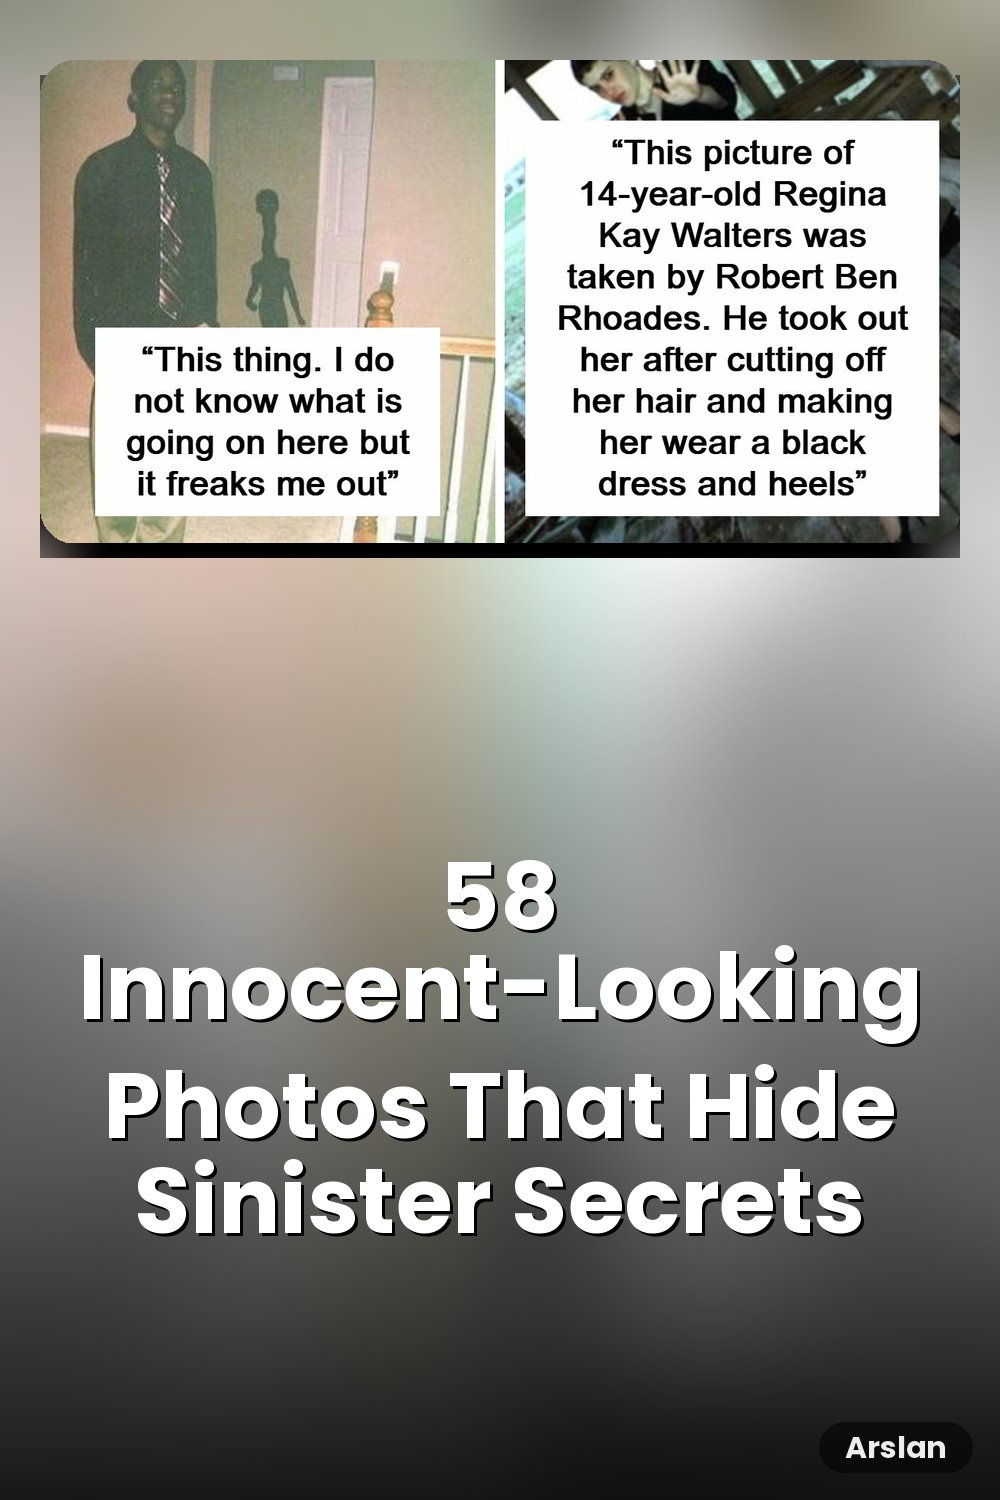 “This thing. I do
not know what is
going on here but
it freaks me out”
“This picture of
14-year-old Regina
Kay Walters was
taken by Robert Ben
Rhoades. He took out
her after cutting off
her hair and making
her wear a black
dress and heels”
58
Innocent-Looking
Photos That Hide
Sinister Secrets
Arslan